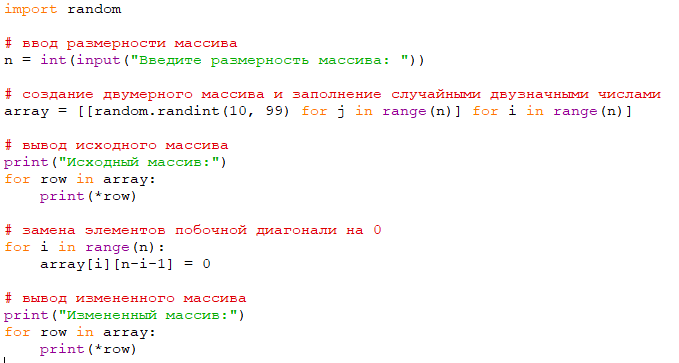 import random
# ввод размерности массива
n = int(input("Введите размерность массива: "))
# создание двумерного массива и заполнение случайными двузначными числами
array = [[random.randint(10, 99) for j in range(n)] for i in range(n)]
# вывод исходного массива
print("Исходный массив:")
for row in array:
    print(*row)
# замена элементов побочной диагонали на 0
for i in range(n):
    array[i][n-i-1] = 0
# вывод измененного массива
print("Измененный массив:")
for row in array:
    print(*row)